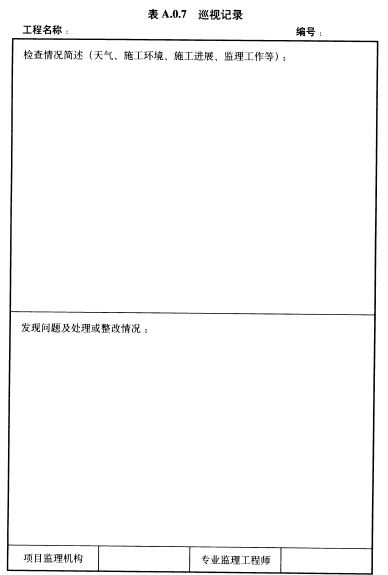 表 A.0.7 巡视记录
工程名称： 编号：
检查情况简述（天气、施工环境、施工进展、监理工作等）：
发现问题及处理或整改情况：
项目监理机构 专业监理工程师